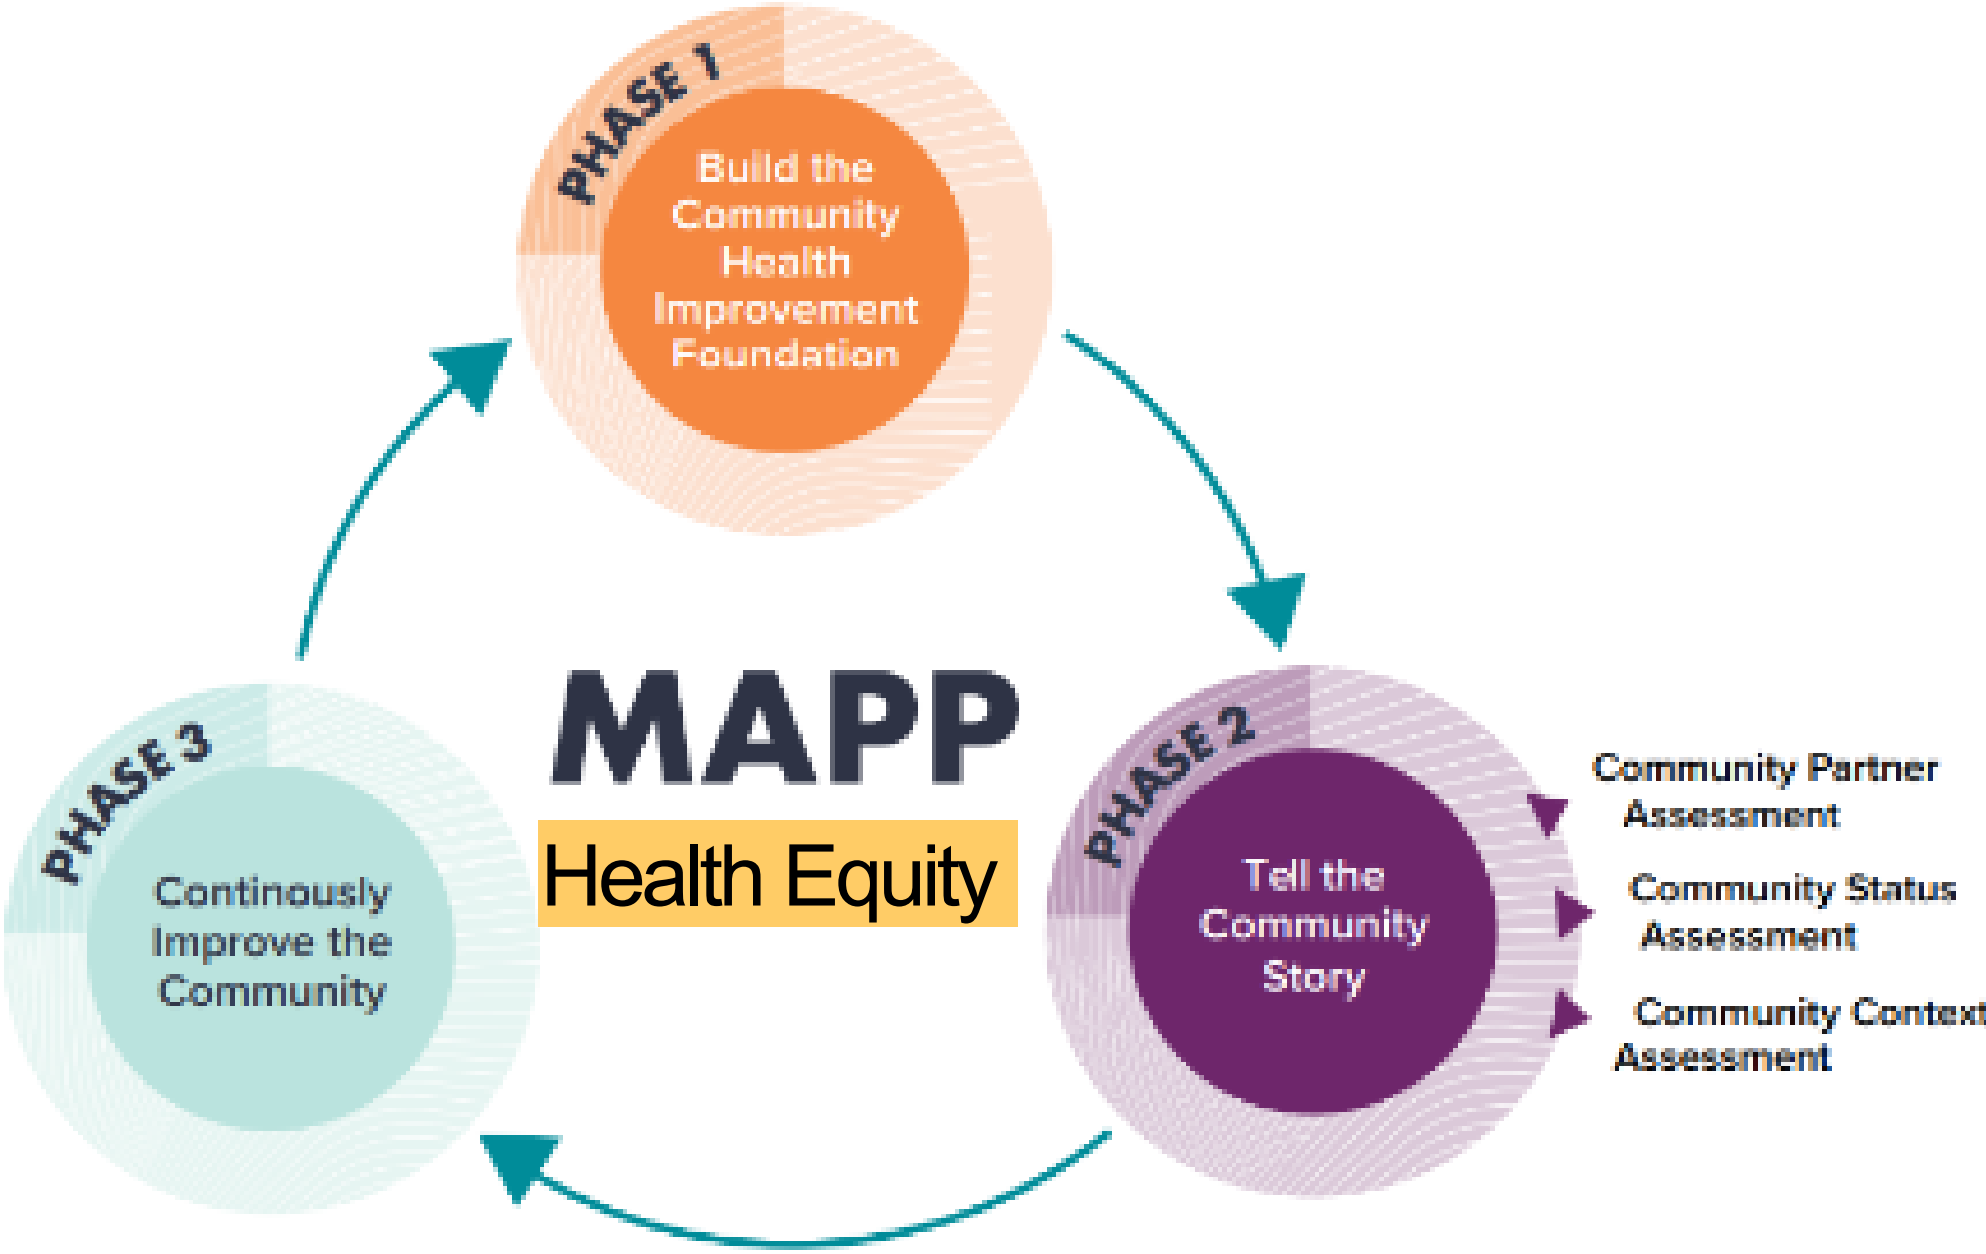 PHASE 1
Build the
Community
Health
Improvement
Foundation
MAPP
Health Equity
PHASE 2
Tell the
Community
Story
Community Partner
Assessment
Community Status
Assessment
Community Context
Assessment
PHASE 3
Continously
Improve the
Community